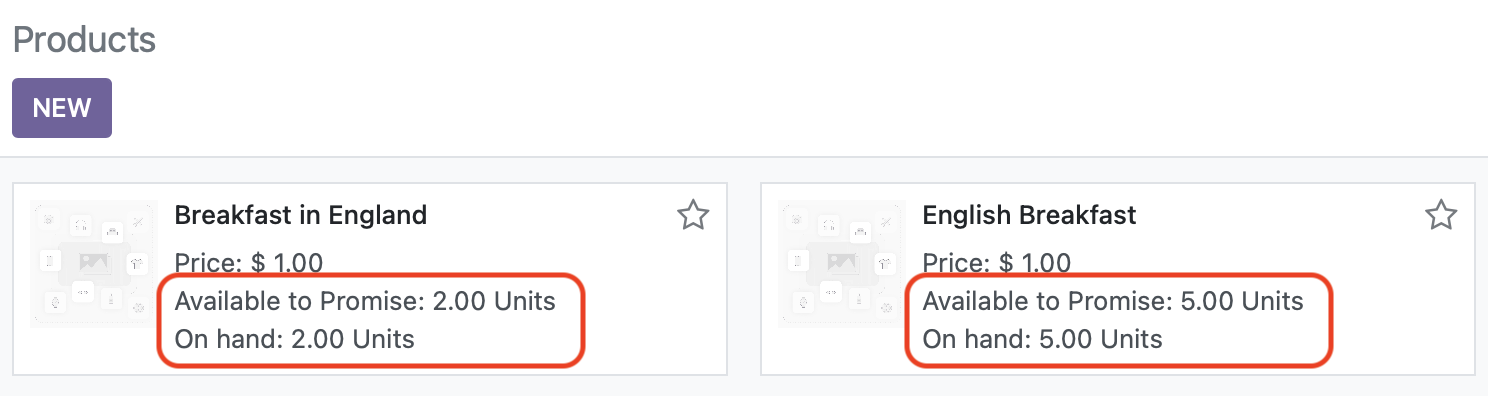 Products
NEW
Breakfast in England
Price: $ 1.00
Available to Promise: 2.00 Units
On hand: 2.00 Units
English Breakfast
Price: $ 1.00
Available to Promise: 5.00 Units
On hand: 5.00 Units